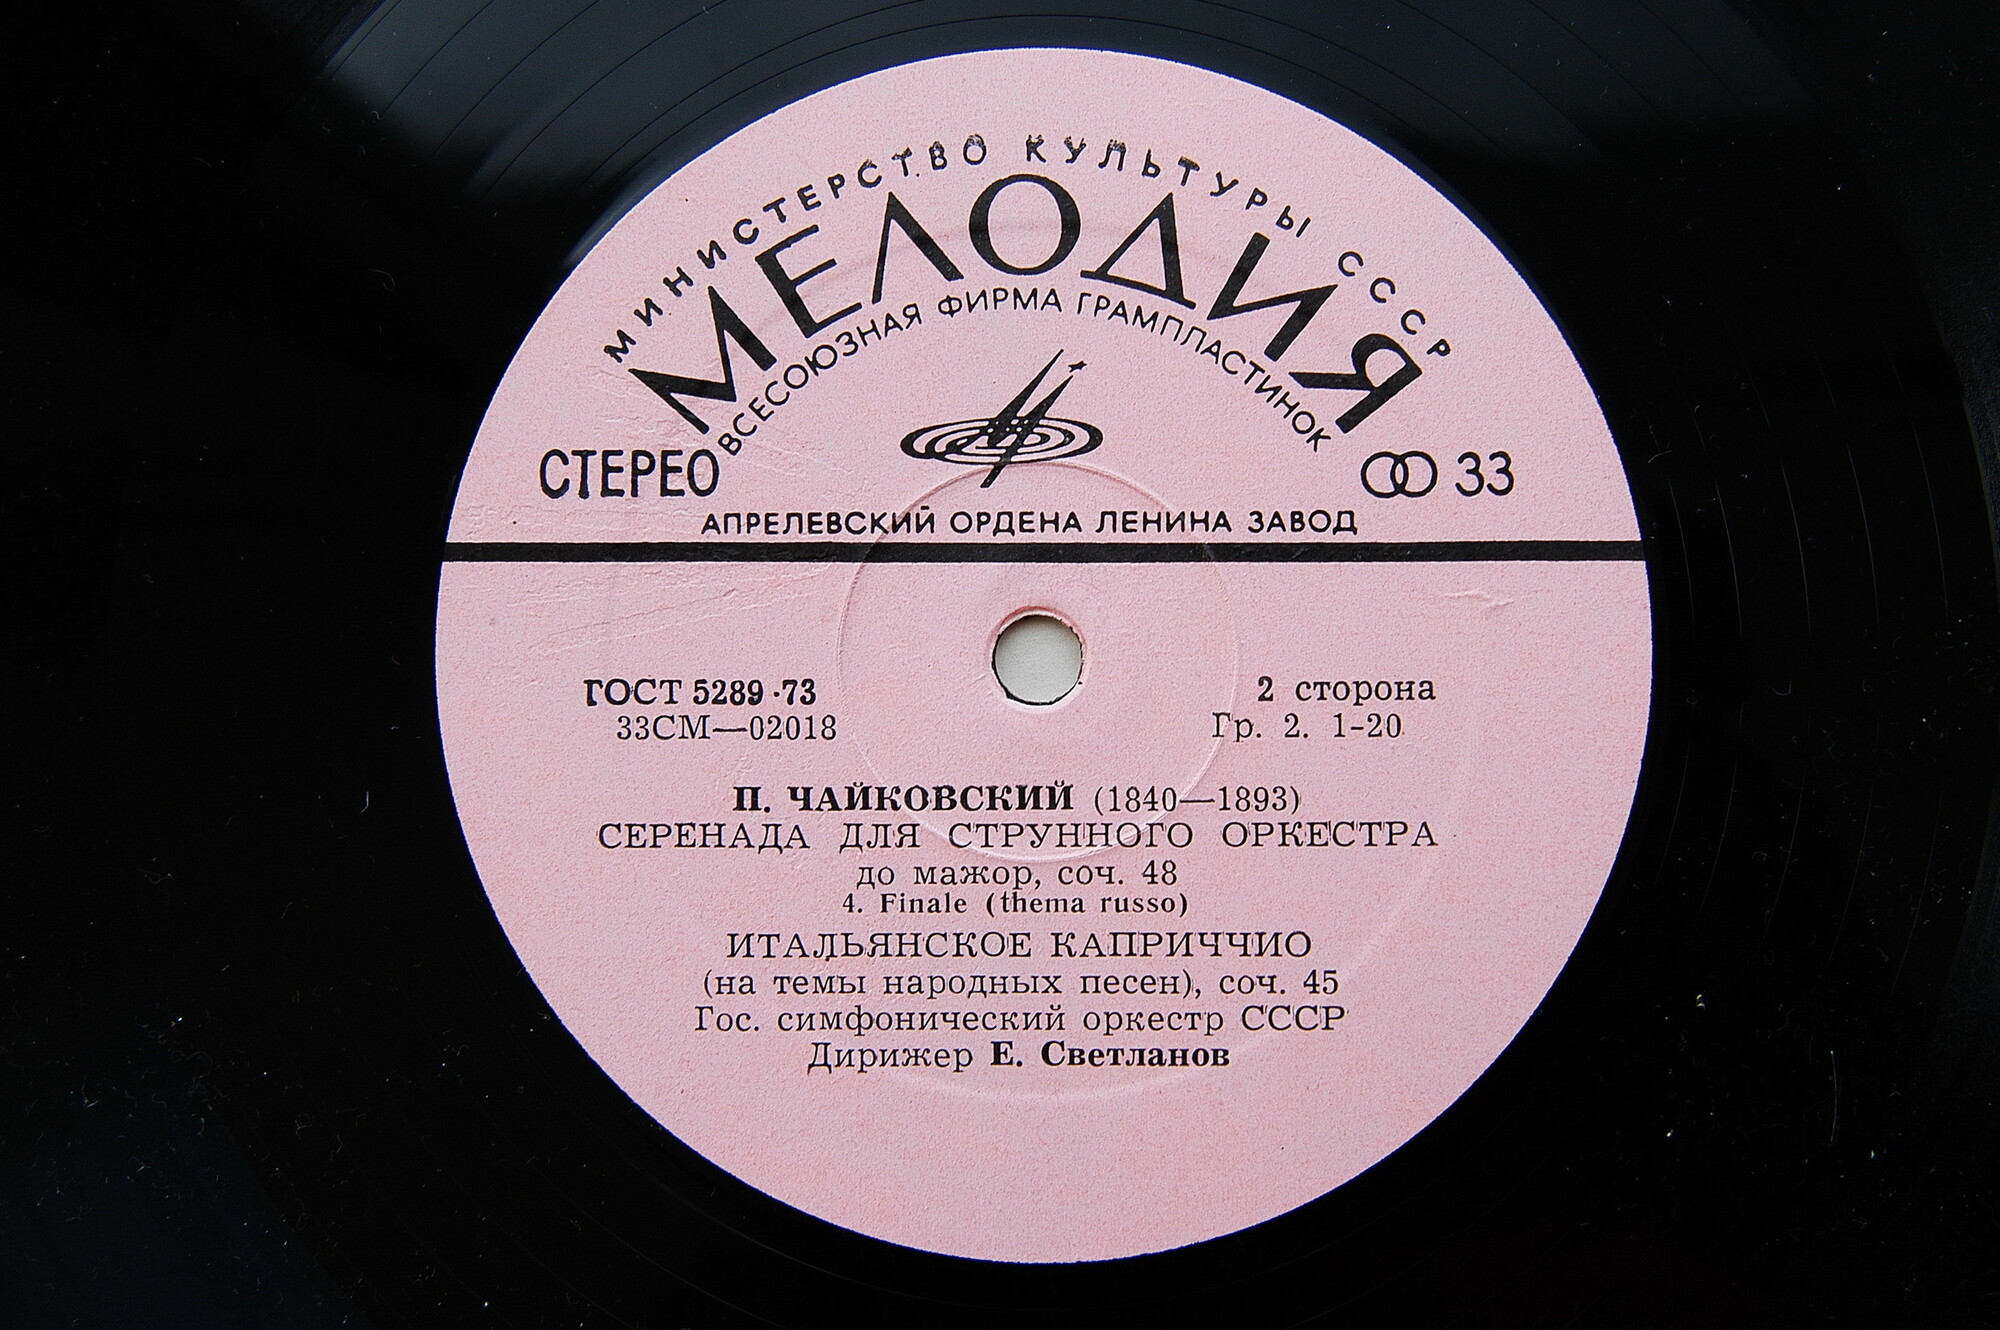 МИНИСТЕРСТВО КУЛЬТУРЫ СССР
МЕЛОДИЯ
ВСЕСОЮЗНАЯ ФИРМА ГРАМПЛАСТИНОК
СТЕРЕО
33
АПРЕЛЕВСКИЙ ОРДЕНА ЛЕНИНА ЗАВОД
ГОСТ 5289·73
33СМ—02018
2 сторона
Гр. 2. 1-20
П. ЧАЙКОВСКИЙ (1840—1893)
СЕРЕНАДА ДЛЯ СТРУННОГО ОРКЕСТРА
до мажор, соч. 48
4. Finale (thema russo)
ИТАЛЬЯНСКОЕ КАПРИЧЧИО
(на темы народных песен), соч. 45
Гос. симфонический оркестр СССР
Дирижер Е. Светланов